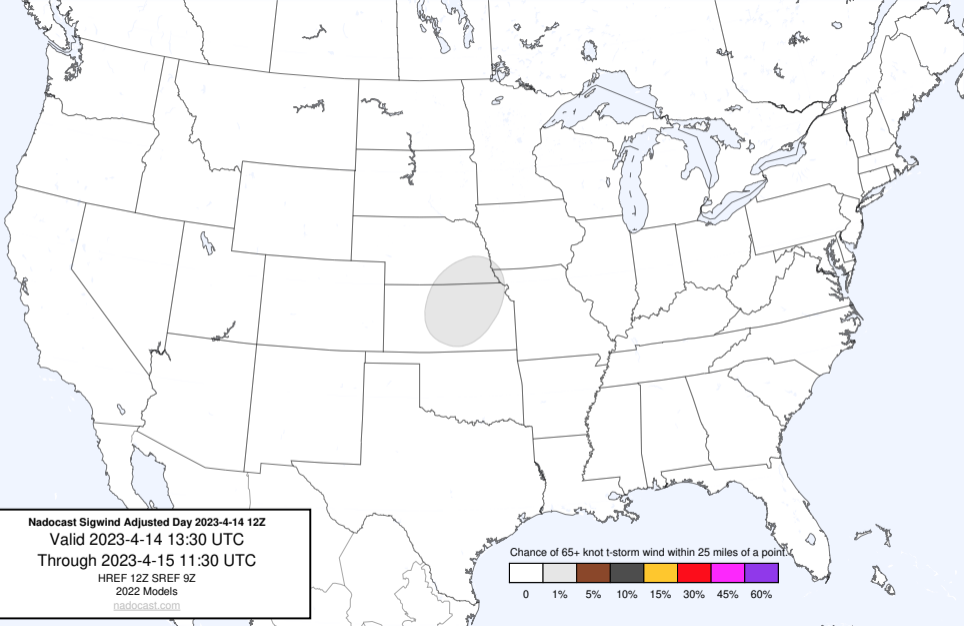 Nadocast Sigwind Adjusted Day 2023-4-14 12Z
Valid 2023-4-14 13:30 UTC
Through 2023-4-15 11:30 UTC
HREF 12Z SREF 9Z
2022 Models
nadocast.com
Chance of 65+ knot t-storm wind within 25 miles of a point.
0 1% 5% 10% 15% 30% 45% 60%